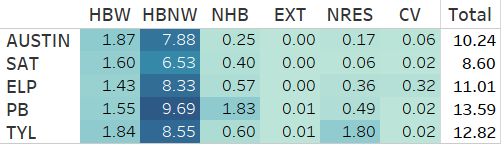 HBW HBNW NHB EXT NRES CV Total
AUSTIN 1.87 7.88 0.25 0.00 0.17 0.06 10.24
SAT 1.60 6.53 0.40 0.00 0.06 0.02 8.60
ELP 1.43 8.33 0.57 0.00 0.36 0.32 11.01
PB 1.55 9.69 1.83 0.01 0.49 0.02 13.59
TYL 1.84 8.55 0.60 0.01 1.80 0.02 12.82